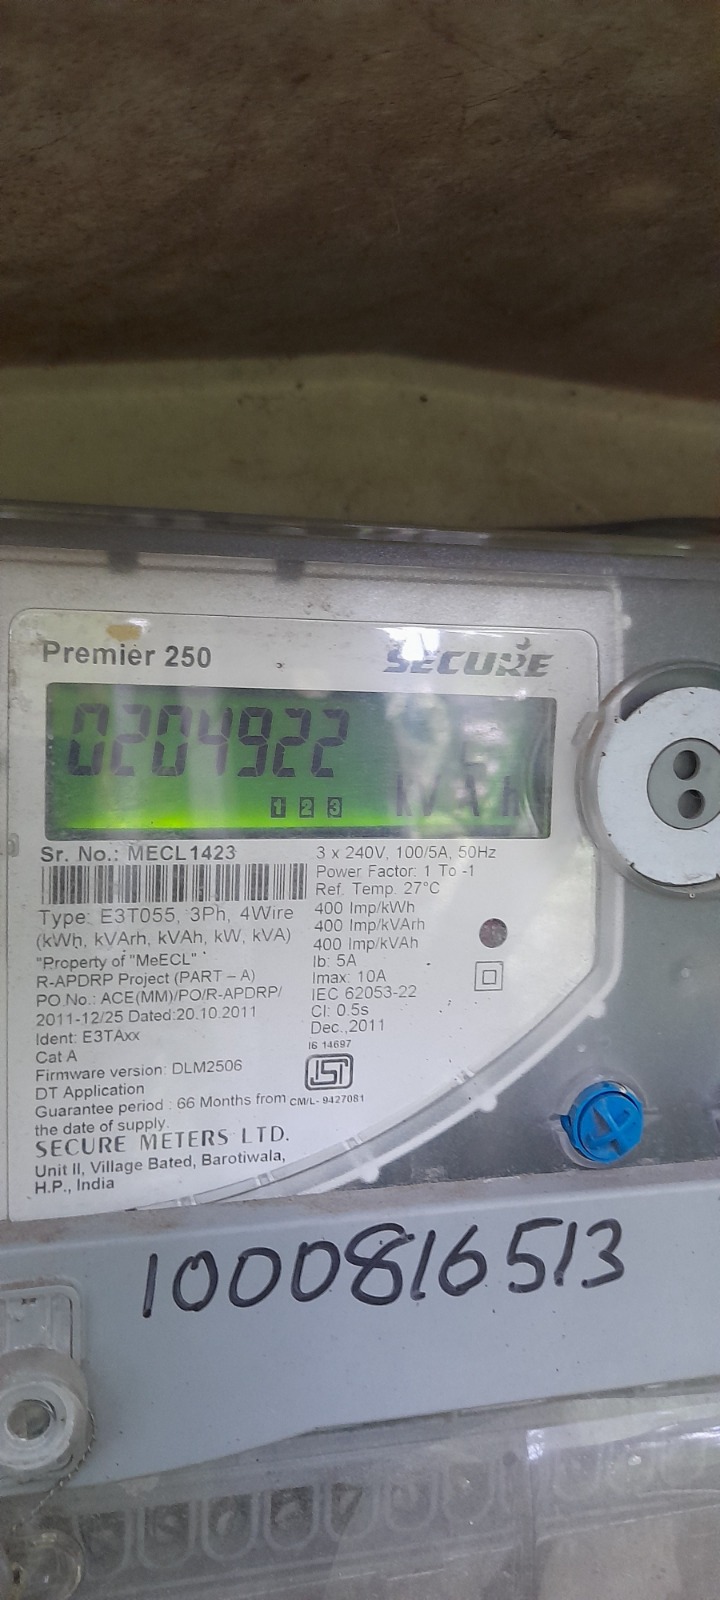 Premier 250
SECURE
0204922
1 2 3
kVAh
Sr. No.: MECL1423
Type: E3T055, 3Ph, 4Wire
(kWh, kVArh, kVAh, kW, kVA)
"Property of "MeECL"
R-APDRP Project (PART – A)
PO No.: ACE(MM)/PO/R-APDRP/
2011-12/25 Dated:20.10.2011
Ident: E3TAxx
Cat A
Firmware version: DLM2506
DT Application
Guarantee period : 66 Months from
the date of supply.
SECURE METERS LTD.
Unit II, Village Bated, Barotiwala,
H.P., India
3 x 240V, 100/5A, 50Hz
Power Factor: 1 To -1
Ref. Temp. 27°C
400 Imp/kWh
400 Imp/kVArh
400 Imp/kVAh
Ib: 5A
Imax: 10A
IEC 62053-22
Cl: 0.5s
Dec.,2011
IS 14697
ISI
CM/L- 9427081
1000816513